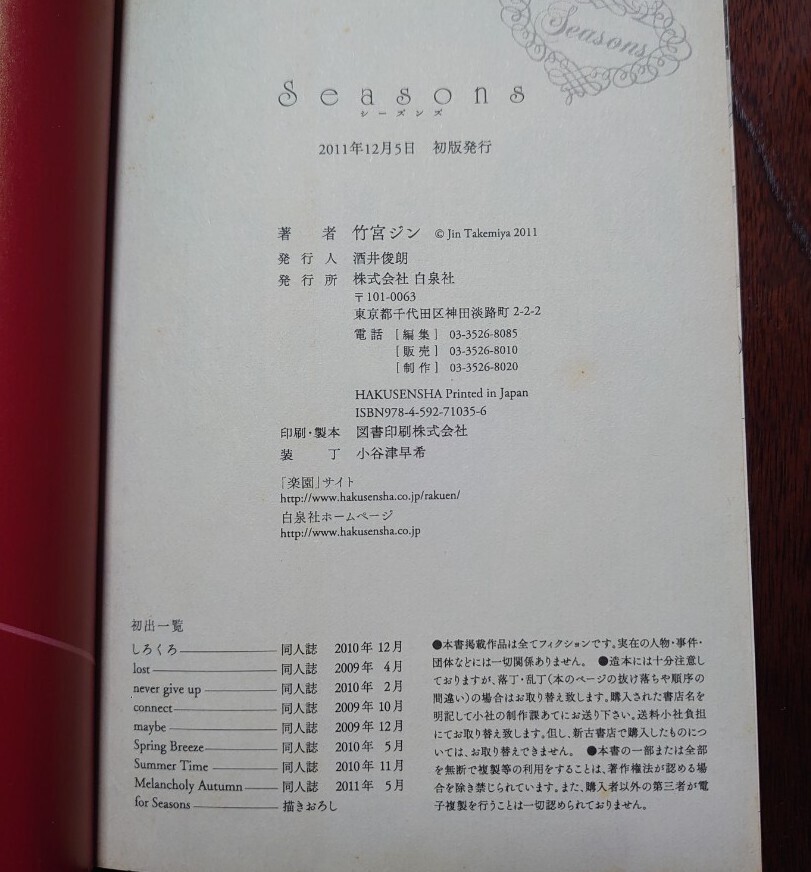 Seasons
Seasons
シーズンズ
2011年12月5日　初版発行
著　者　竹宮ジン　© Jin Takemiya 2011
発行人　酒井俊朗
発行所　株式会社 白泉社
〒101-0063
東京都千代田区神田淡路町 2-2-2
電話 ［編集］ 03-3526-8085
［販売］ 03-3526-8010
［制作］ 03-3526-8020
HAKUSENSHA Printed in Japan
ISBN978-4-592-71035-6
印刷・製本　図書印刷株式会社
装　丁　小谷津早希
「楽園」サイト
http://www.hakusensha.co.jp/rakuen/
白泉社ホームページ
http://www.hakusensha.co.jp
初出一覧
しろくろ――同人誌　2010年 12月
lost――同人誌　2009年 4月
never give up――同人誌　2010年 2月
connect――同人誌　2009年 10月
maybe――同人誌　2009年 12月
Spring Breeze――同人誌　2010年 5月
Summer Time――同人誌　2010年 11月
Melancholy Autumn――同人誌　2011年 5月
for Seasons――描きおろし
●本書掲載作品は全てフィクションです。実在の人物・事件・
団体などには一切関係ありません。●造本には十分注意し
ておりますが、落丁・乱丁（本のページの抜け落ちや順序の
間違い）の場合はお取り替え致します。購入された書店名を
明記して小社の制作課あてにお送り下さい。送料小社負担
にてお取り替え致します。但し、新古書店で購入したものにつ
いては、お取り替えできません。●本書の一部または全部
を無断で複製等の利用をすることは、著作権法が認める場
合を除き禁じられています。また、購入者以外の第三者が電
子複製を行うことは一切認められておりません。